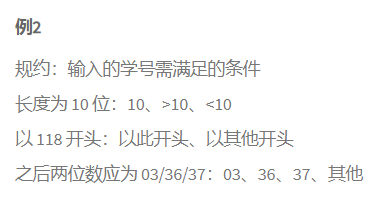 例2
规约：输入的学号需满足的条件
长度为 10 位：10、>10、<10
以 118 开头：以此开头、以其他开头
之后两位数应为 03/36/37：03、36、37、其他